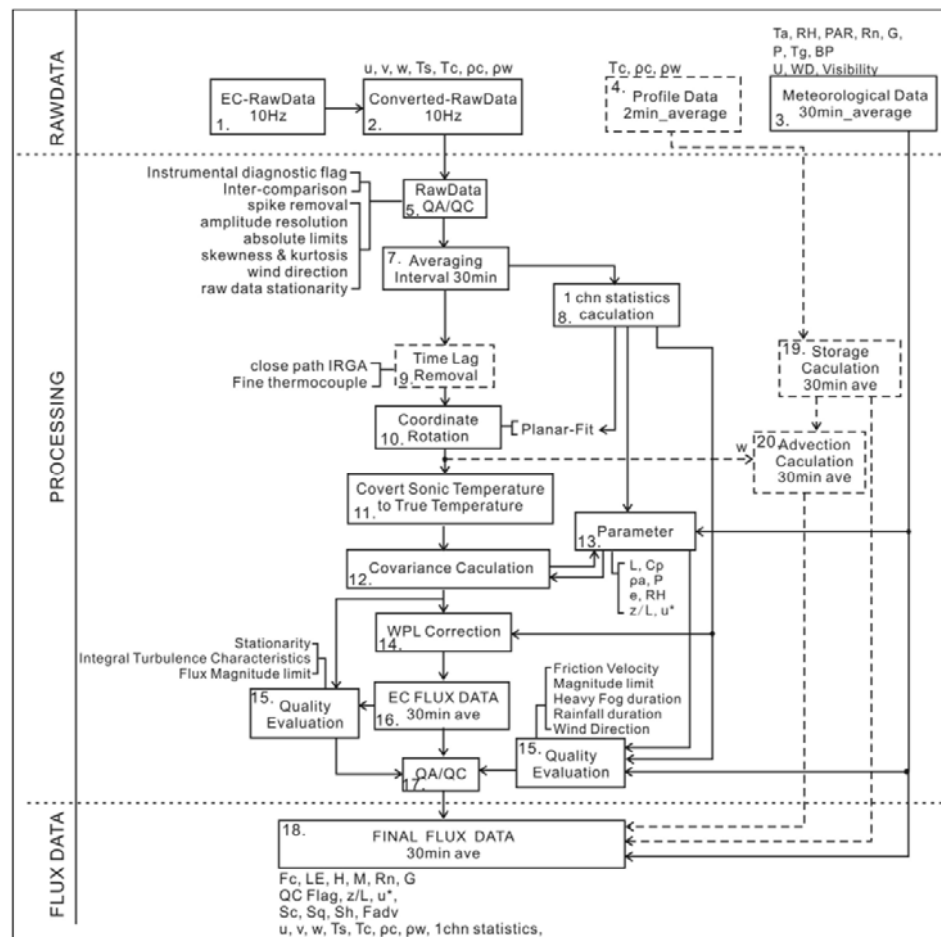 RAWDATA
u, v, w, Ts, Tc, ρc, ρw
EC-RawData
10Hz
1.
Converted-RawData
10Hz
2.
Tc, ρc, ρw
4.
Profile Data
2min_average
Ta, RH, PAR, Rn, G,
P, Tg, BP
U, WD, Visibility
Meteorological Data
30min_average
3.
PROCESSING
Instrumental diagnostic flag
Inter-comparison
spike removal
amplitude resolution
absolute limits
skewness & kurtosis
wind direction
raw data stationarity
RawData
QA/QC
5.
7.
Averaging
Interval 30min
1 chn statistics
caculation
8.
close path IRGA
Fine thermocouple
Time Lag
Removal
9.
19.
Storage
Caculation
30min ave
Coordinate
Rotation
10.
Planar-Fit
w
20.
Advection
Caculation
30min ave
Covert Sonic Temperature
to True Temperature
11.
Parameter
13.
L, Cρ
ρa, P
e, RH
z/L, u*
Covariance Caculation
12.
WPL Correction
14.
Stationarity
Integral Turbulence Characteristics
Flux Magnitude limit
15.
Quality
Evaluation
EC FLUX DATA
30min ave
16.
Friction Velocity
Magnitude limit
Heavy Fog duration
Rainfall duration
Wind Direction
15.
Quality
Evaluation
QA/QC
17.
FLUX DATA
18.
FINAL FLUX DATA
30min ave
Fc, LE, H, M, Rn, G
QC Flag, z/L, u*,
Sc, Sq, Sh, Fadv
u, v, w, Ts, Tc, ρc, ρw, 1chn statistics,